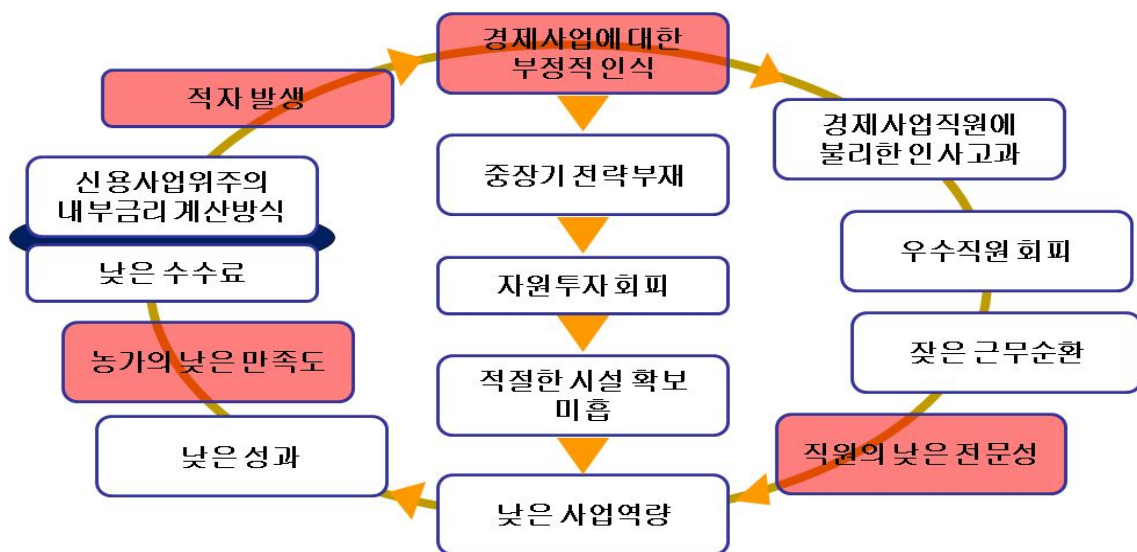 경제사업에 대한
부정적 인식
적자 발생
경제사업직원에
불리한 인사고과
중장기 전략부재
신용사업위주의
내부금리 계산방식
우수직원 회피
낮은 수수료
자원투자 회피
잦은 근무순환
농가의 낮은 만족도
적절한 시설 확보
미흡
직원의 낮은 전문성
낮은 성과
낮은 사업역량